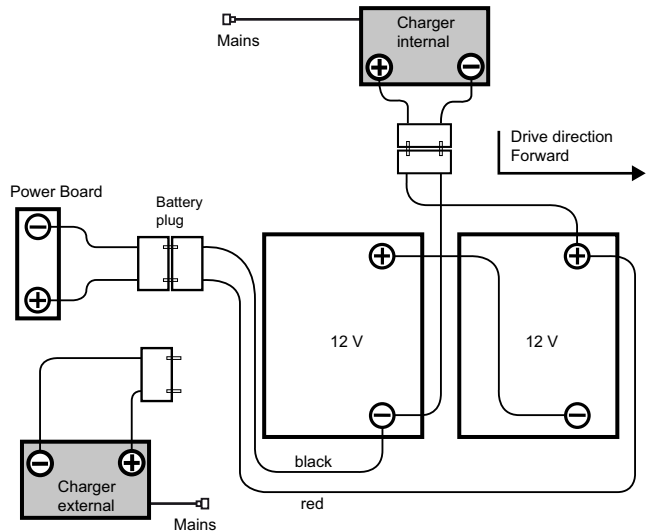 Charger
internal
Mains
Drive direction
Forward
Power Board
Battery
plug
12 V
12 V
black
red
Charger
external
Mains